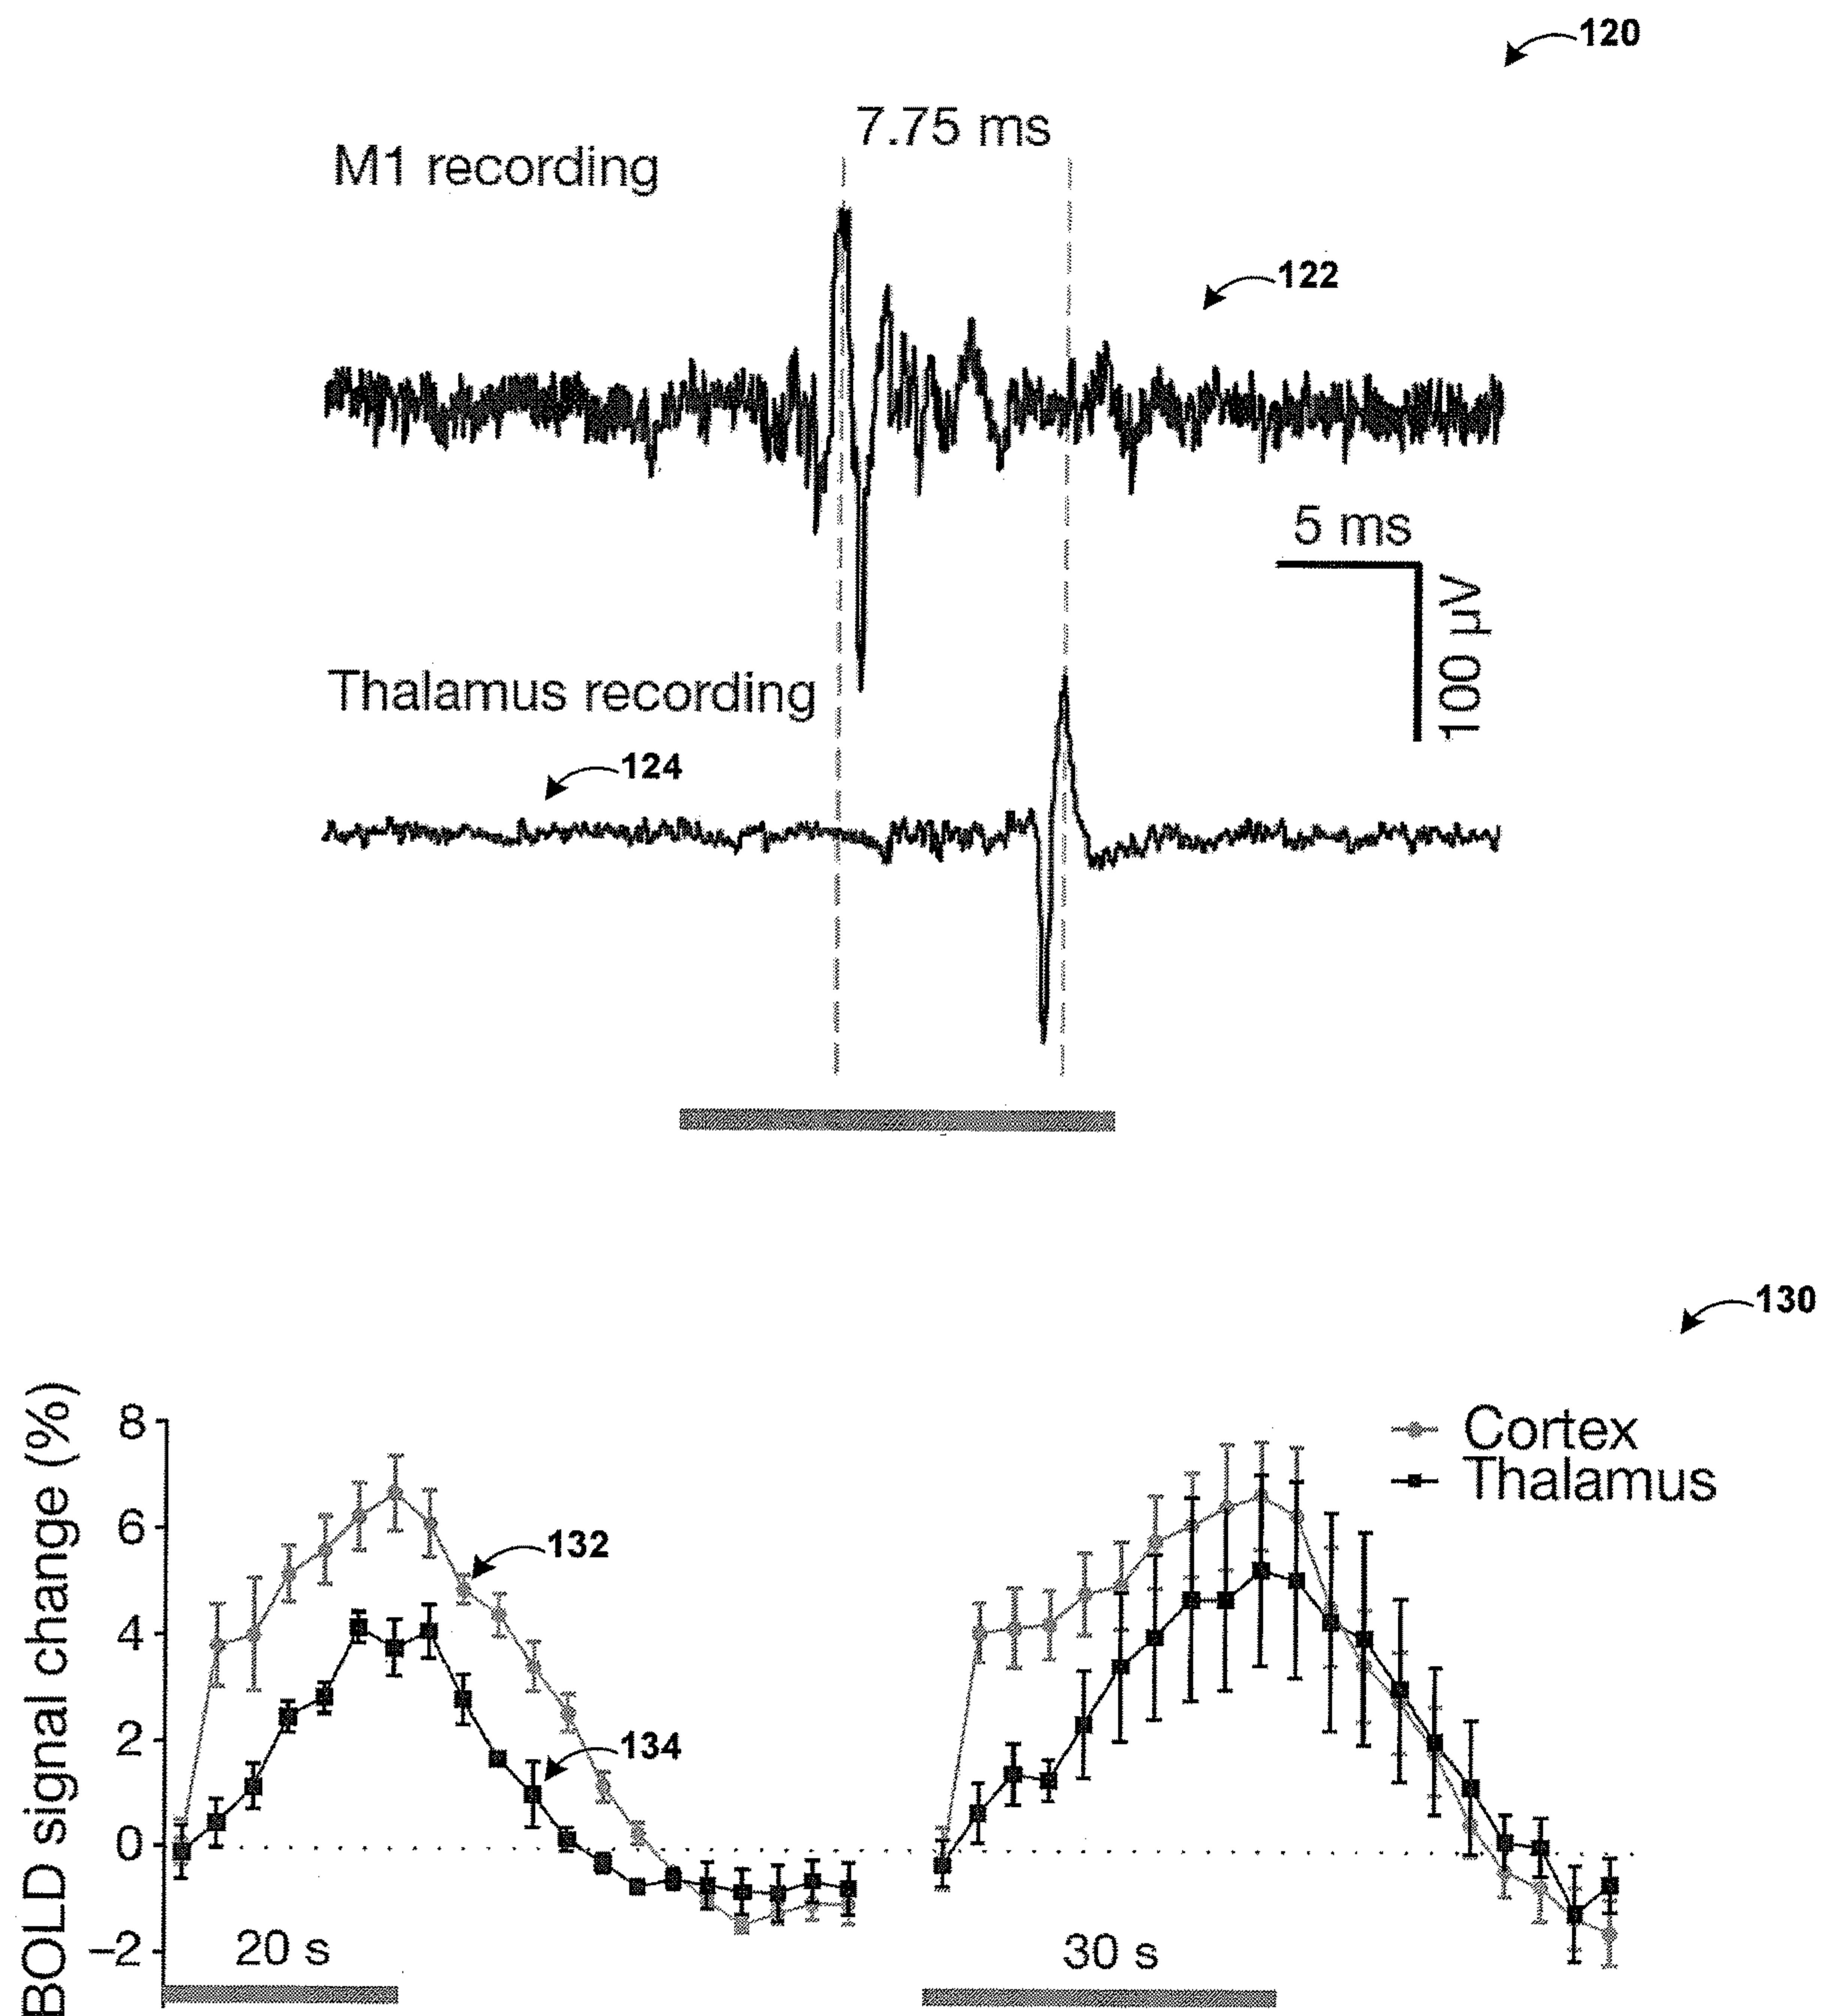 120
7.75 ms
M1 recording
122
5 ms
100 µV
Thalamus recording
124
130
BOLD signal change (%)
8
6
4
2
0
−2
Cortex
Thalamus
132
134
20 s
30 s